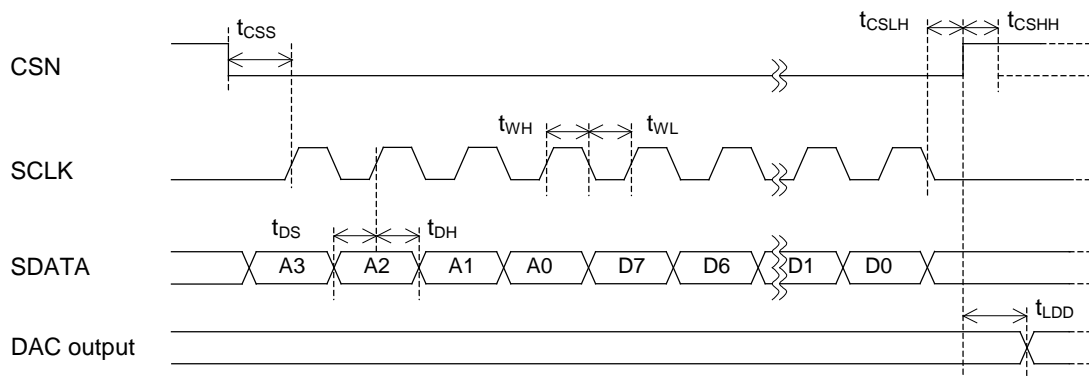 tCSS
tCSLH
tCSHH
CSN
tWH
tWL
SCLK
tDS
tDH
SDATA
A3
A2
A1
A0
D7
D6
D1
D0
tLDD
DAC output